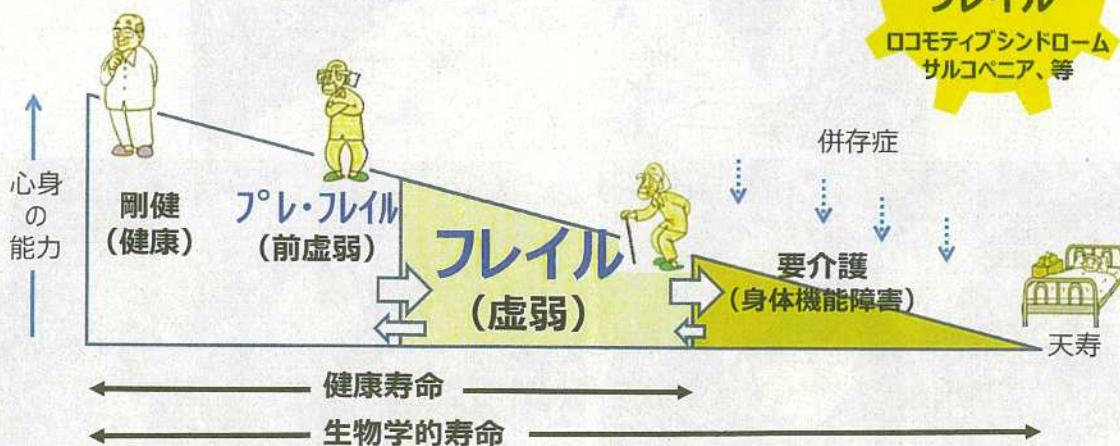 フレイル
ロコモティブシンドローム
サルコペニア、等
併存症
心身
の
能力
剛健
(健康)
プレ・フレイル
(前虚弱)
フレイル
(虚弱)
要介護
(身体機能障害)
天寿
健康寿命
生物学的寿命